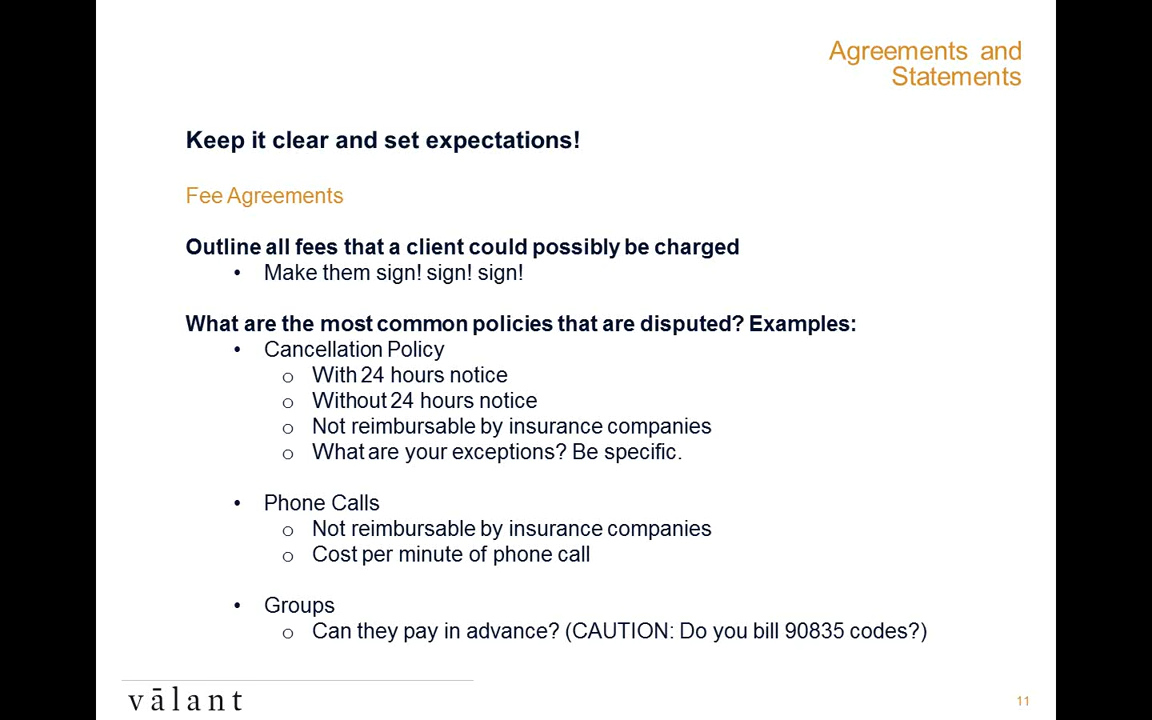 Agreements and
Statements
Keep it clear and set expectations!
Fee Agreements
Outline all fees that a client could possibly be charged
• Make them sign! sign! sign!
What are the most common policies that are disputed? Examples:
• Cancellation Policy
o With 24 hours notice
o Without 24 hours notice
o Not reimbursable by insurance companies
o What are your exceptions? Be specific.
• Phone Calls
o Not reimbursable by insurance companies
o Cost per minute of phone call
• Groups
o Can they pay in advance? (CAUTION: Do you bill 90835 codes?)
vālant
11